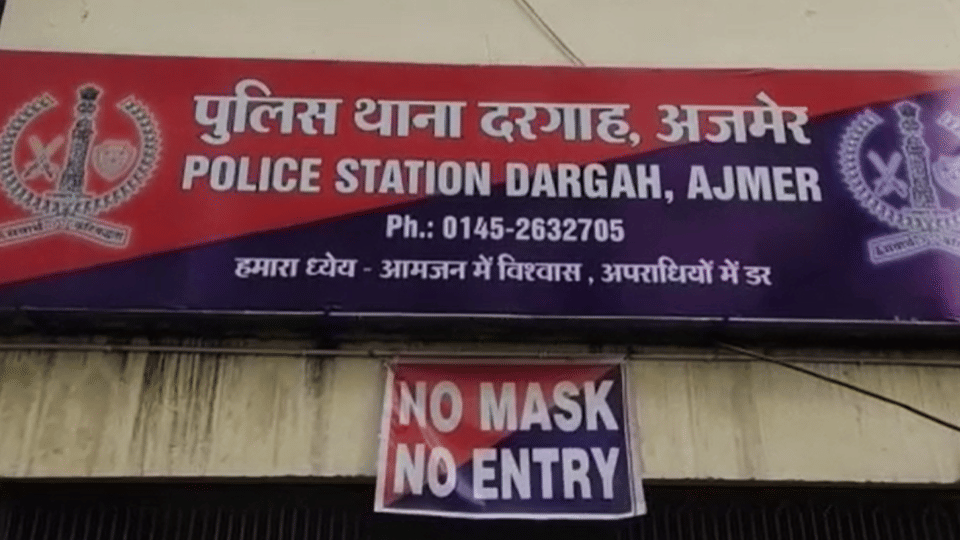 पुलिस थाना दरगाह, अजमेर
POLICE STATION DARGAH, AJMER
Ph.: 0145-2632705
हमारा ध्येय - आमजन में विश्वास , अपराधियों में डर
NO MASK
NO ENTRY